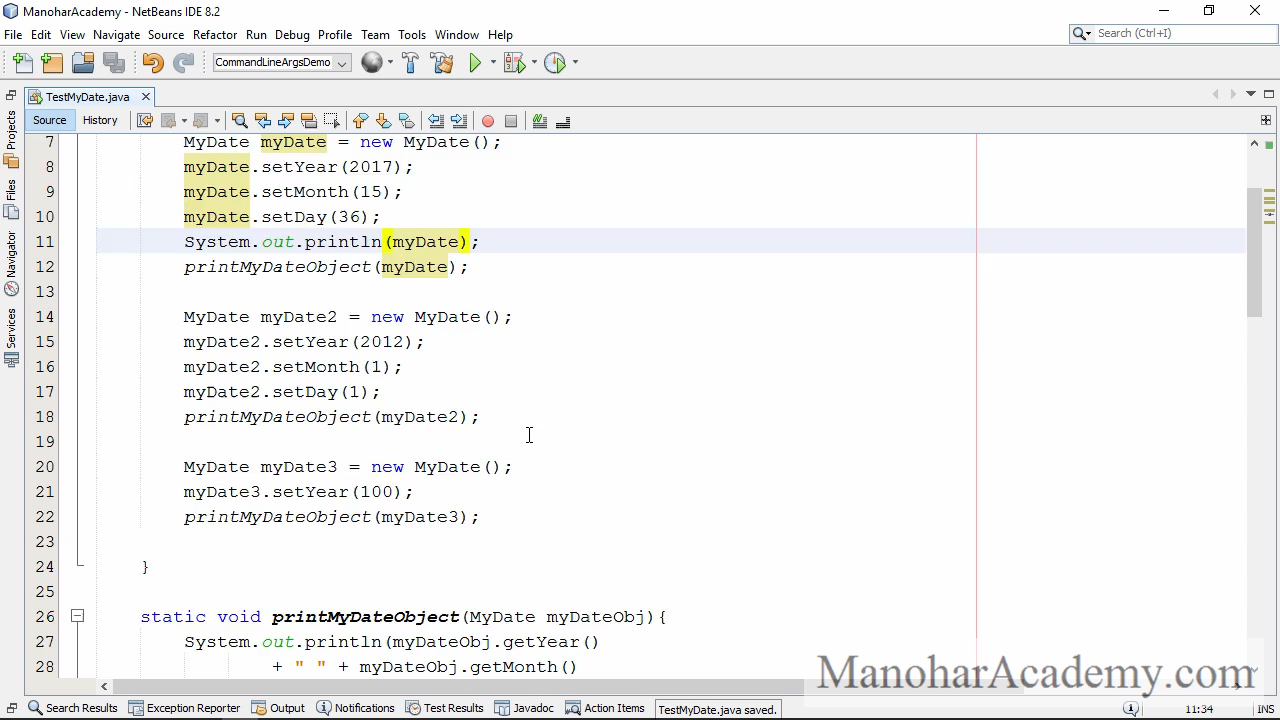 ManoharAcademy - NetBeans IDE 8.2
File Edit View Navigate Source Refactor Run Debug Profile Team Tools Window Help
Search (Ctrl+I)
CommandLineArgsDemo
TestMyDate.java
Source History
Projects
Files
Navigator
Services
7 MyDate myDate = new MyDate();
8 myDate.setYear(2017);
9 myDate.setMonth(15);
10 myDate.setDay(36);
11 System.out.println(myDate);
12 printMyDateObject(myDate);
13
14 MyDate myDate2 = new MyDate();
15 myDate2.setYear(2012);
16 myDate2.setMonth(1);
17 myDate2.setDay(1);
18 printMyDateObject(myDate2);
19
20 MyDate myDate3 = new MyDate();
21 myDate3.setYear(100);
22 printMyDateObject(myDate3);
23
24 }
25
26 static void printMyDateObject(MyDate myDateObj){
27 System.out.println(myDateObj.getYear()
28 + " " + myDateObj.getMonth()
ManoharAcademy.com
Search Results Exception Reporter Output Notifications Test Results Javadoc Action Items TestMyDate.java saved. 11:34 INS